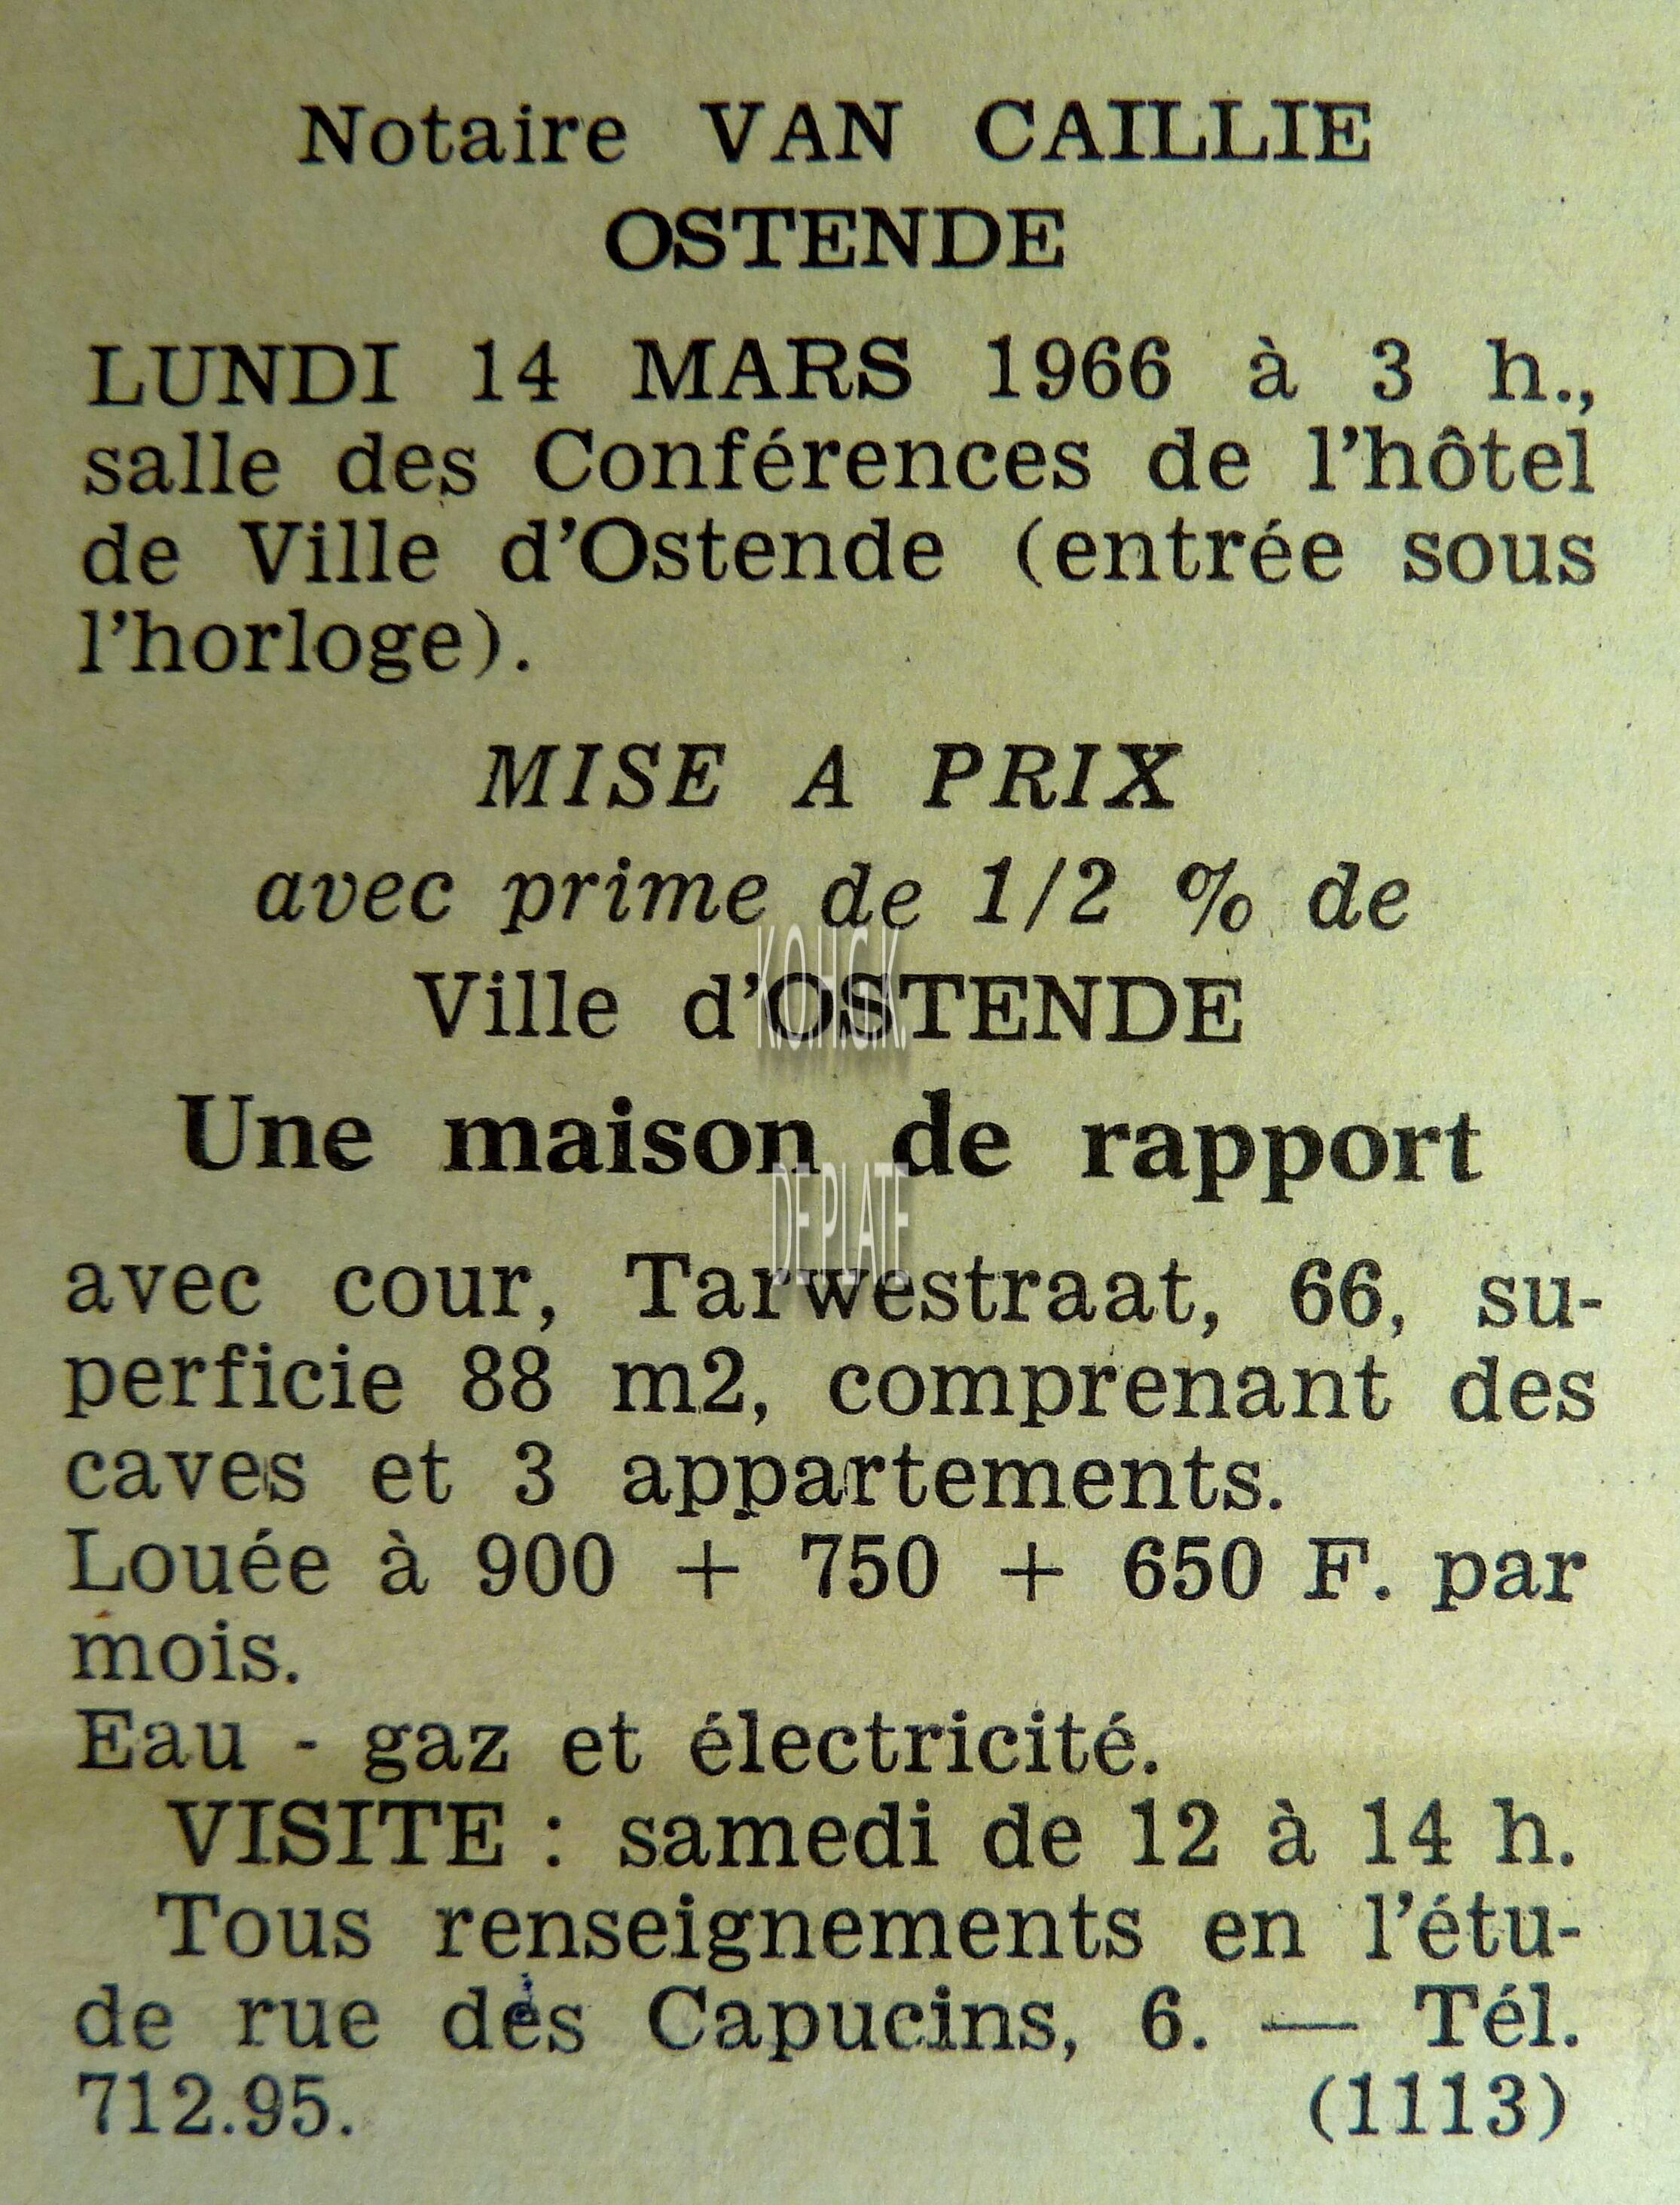 Notaire VAN CAILLIE
OSTENDE
LUNDI 14 MARS 1966 à 3 h.,
salle des Conférences de l'hôtel
de Ville d'Ostende (entrée sous
l'horloge).
MISE A PRIX
avec prime de 1/2 % de
Ville d'OSTENDE
K.O.H.G.K.
Une maison de rapport
DE PLATE
avec cour, Tarwestraat, 66, su-
perficie 88 m2, comprenant des
caves et 3 appartements.
Louée à 900 + 750 + 650 F. par
mois.
Eau - gaz et électricité.
VISITE : samedi de 12 à 14 h.
Tous renseignements en l'étu-
de rue des Capucins, 6. — Tél.
712.95. (1113)